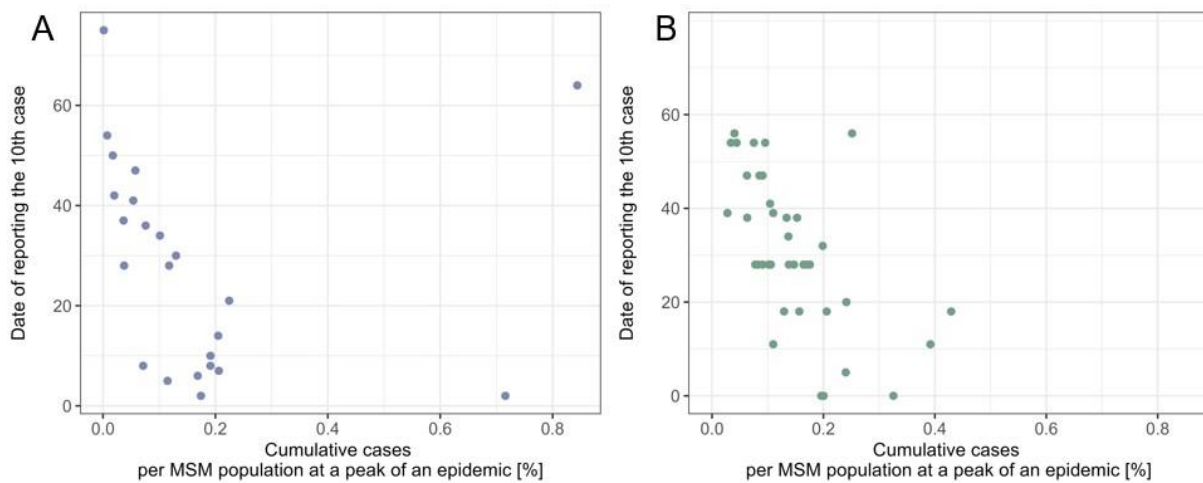 A
Date of reporting the 10th case
60
40
20
0
0.0 0.2 0.4 0.6 0.8
Cumulative cases
per MSM population at a peak of an epidemic [%]
B
Date of reporting the 10th case
60
40
20
0
0.0 0.2 0.4 0.6 0.8
Cumulative cases
per MSM population at a peak of an epidemic [%]